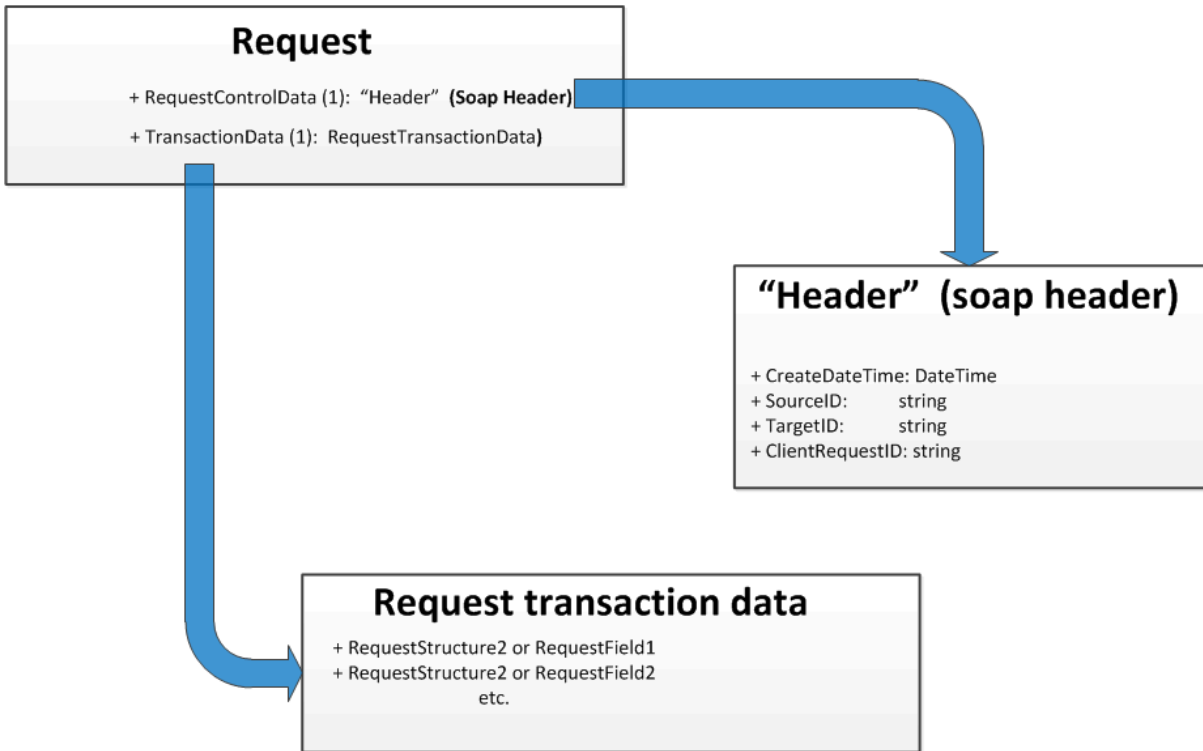 Request
+ RequestControlData (1): “Header” (Soap Header)
+ TransactionData (1): RequestTransactionData)
“Header” (soap header)
+ CreateDateTime: DateTime
+ SourceID: string
+ TargetID: string
+ ClientRequestID: string
Request transaction data
+ RequestStructure2 or RequestField1
+ RequestStructure2 or RequestField2
etc.